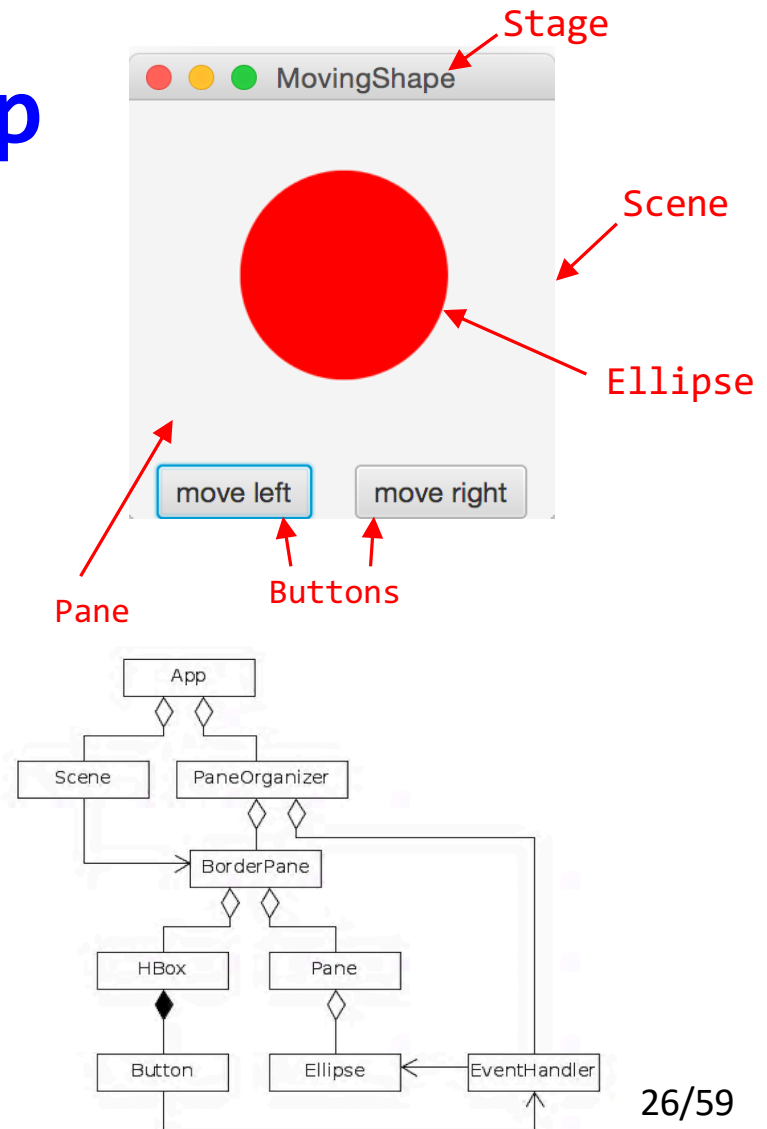 Stage
p
MovingShape
Scene
Ellipse
move left
move right
Buttons
Pane
App
Scene
PaneOrganizer
BorderPane
HBox
Pane
Button
Ellipse
EventHandler
26/59